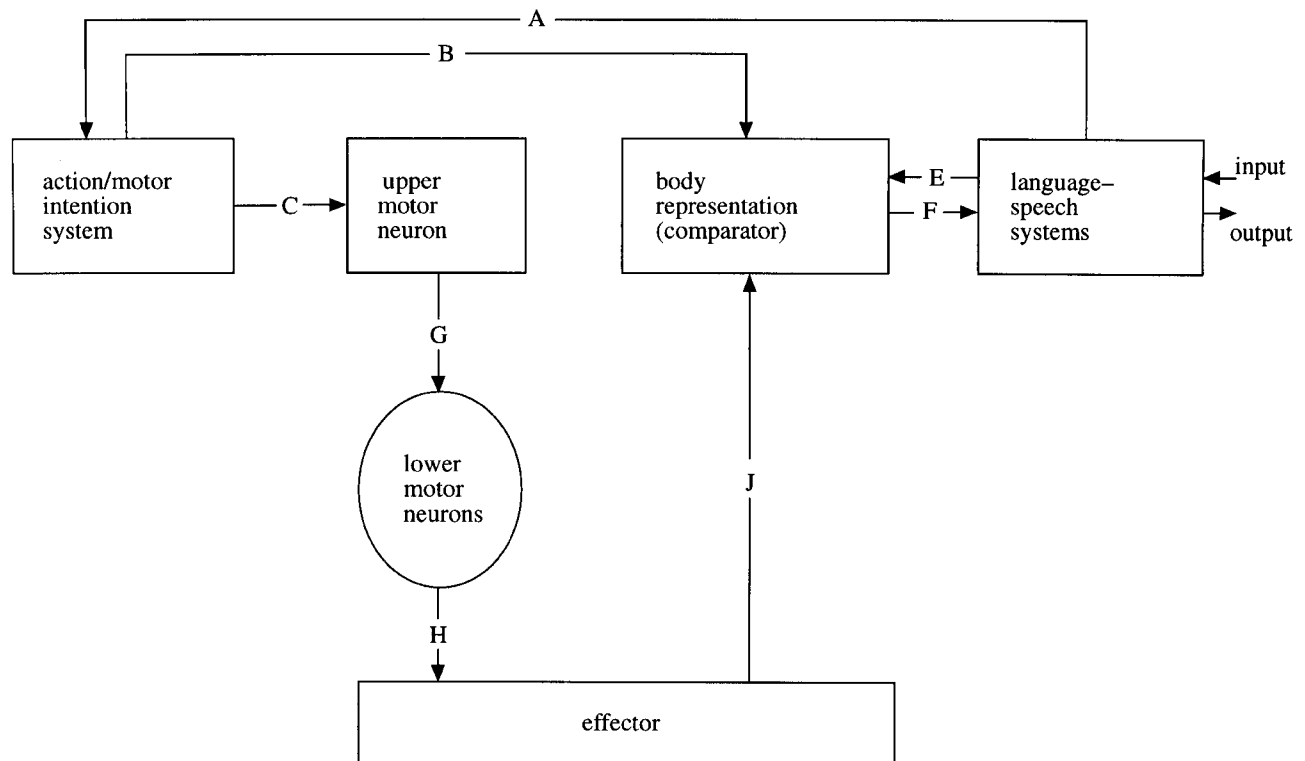 A
B
action/motor
intention
system
C
upper
motor
neuron
body
representation
(comparator)
E
F
language–
speech
systems
input
output
G
lower
motor
neurons
J
H
effector